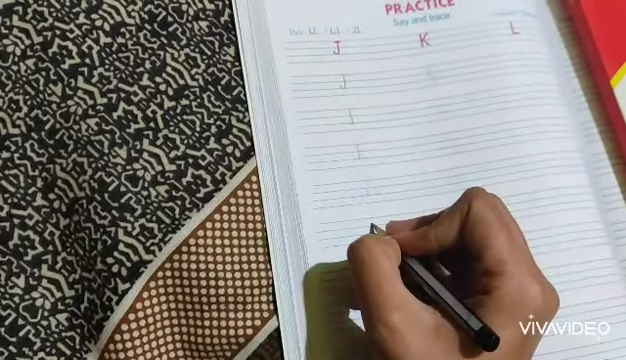 PRACTICE
Say and trace
J K L
J
J
J
VIVAVIDEO